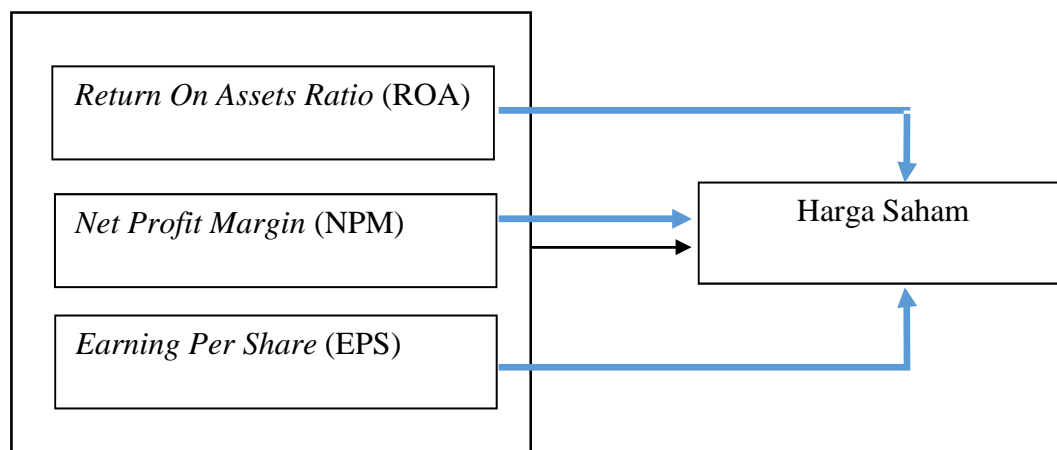 Return On Assets Ratio (ROA)
Net Profit Margin (NPM)
Harga Saham
Earning Per Share (EPS)